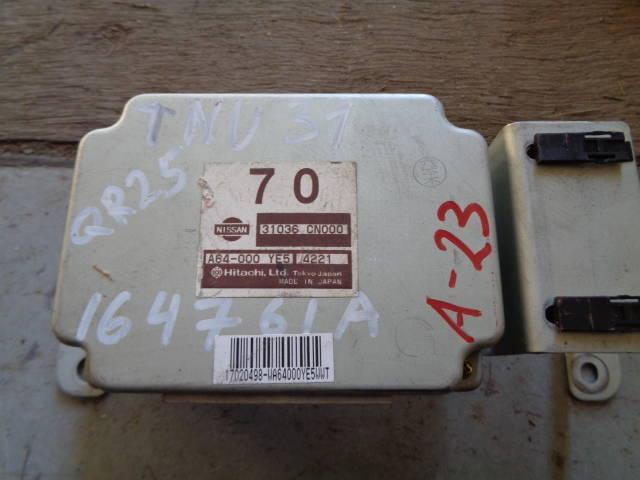 TNU 31
QR25
70
NISSAN
31036 CN000
A64-000 YE5 4221
Hitachi, Ltd. Tokyo Japan
MADE IN JAPAN
A-23
164761A
17020498-WA64000YE5WWT